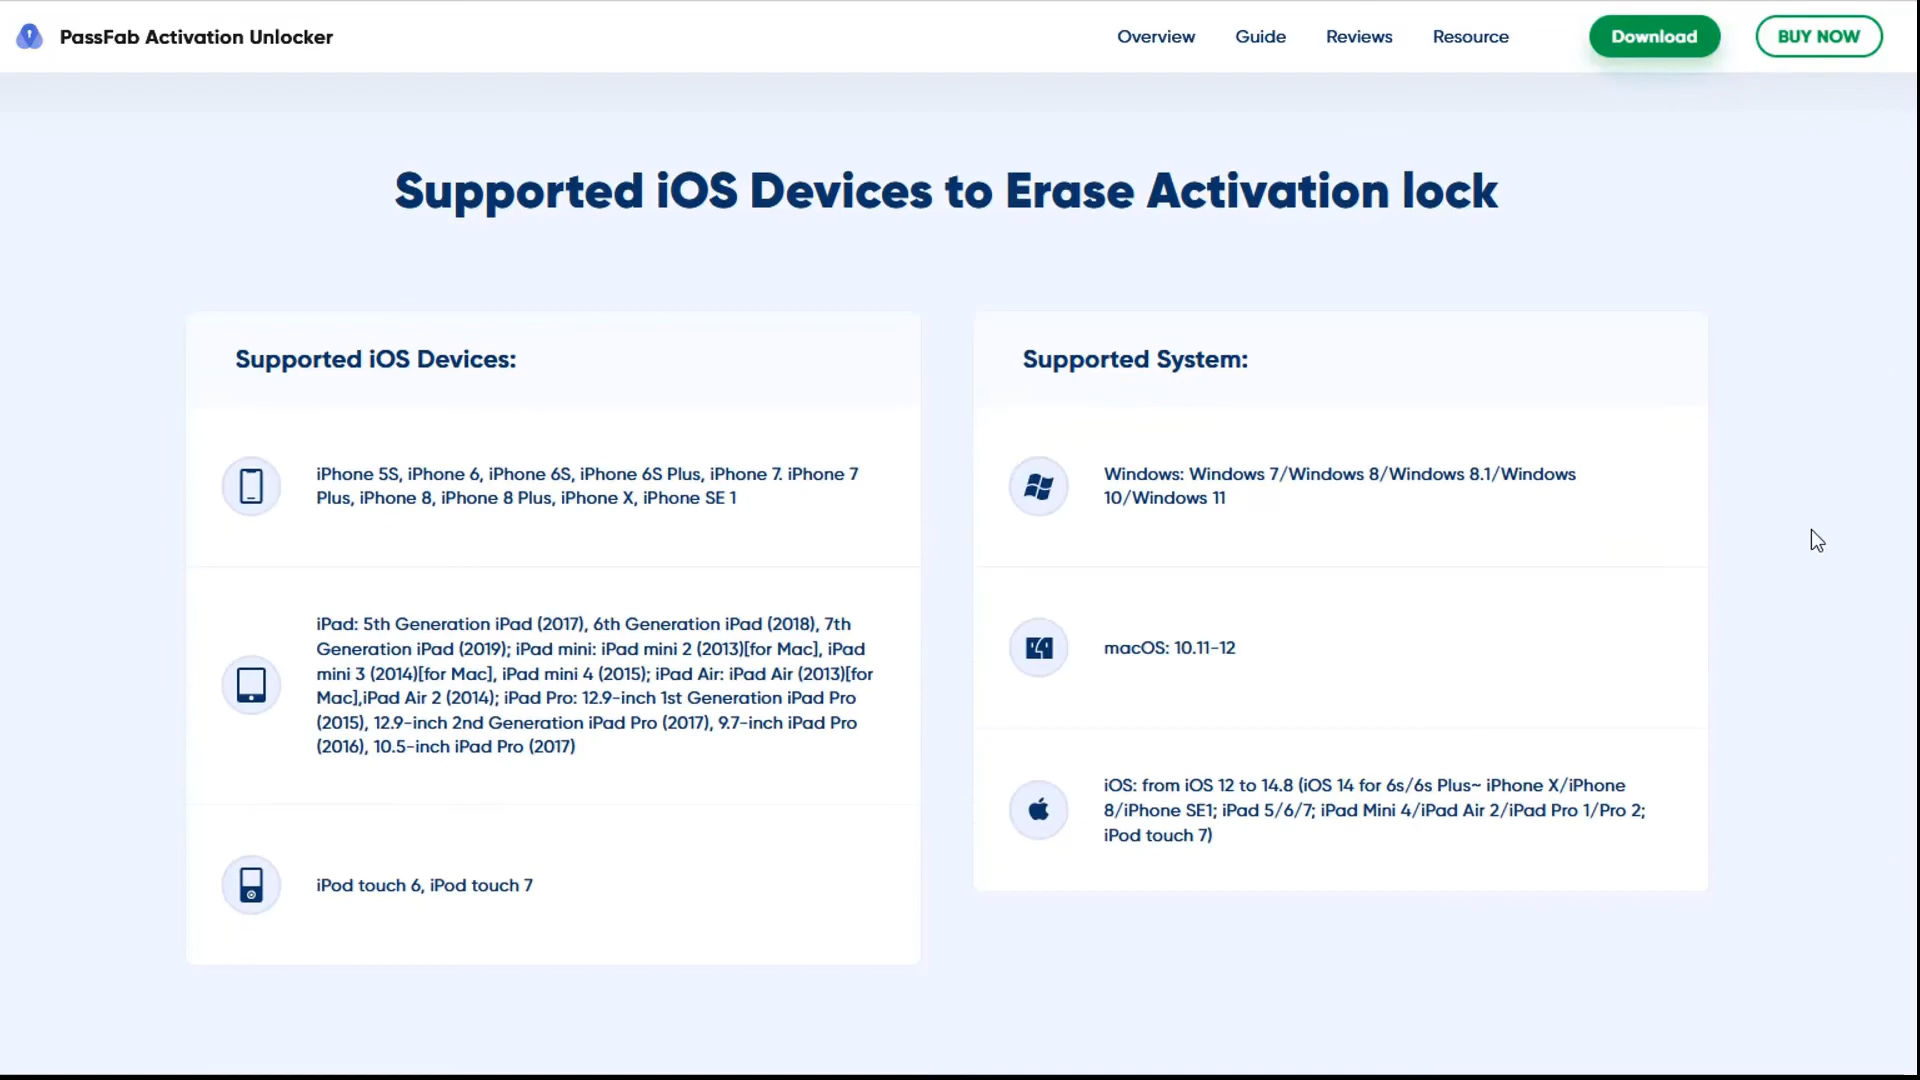 PassFab Activation Unlocker
Overview
Guide
Reviews
Resource
Download
BUY NOW
Supported iOS Devices to Erase Activation lock
Supported iOS Devices:
iPhone 5S, iPhone 6, iPhone 6S, iPhone 6S Plus, iPhone 7. iPhone 7
Plus, iPhone 8, iPhone 8 Plus, iPhone X, iPhone SE 1
iPad: 5th Generation iPad (2017), 6th Generation iPad (2018), 7th
Generation iPad (2019); iPad mini: iPad mini 2 (2013)[for Mac], iPad
mini 3 (2014)[for Mac], iPad mini 4 (2015); iPad Air: iPad Air (2013)[for
Mac],iPad Air 2 (2014); iPad Pro: 12.9-inch 1st Generation iPad Pro
(2015), 12.9-inch 2nd Generation iPad Pro (2017), 9.7-inch iPad Pro
(2016), 10.5-inch iPad Pro (2017)
iPod touch 6, iPod touch 7
Supported System:
Windows: Windows 7/Windows 8/Windows 8.1/Windows
10/Windows 11
macOS: 10.11-12
iOS: from iOS 12 to 14.8 (iOS 14 for 6s/6s Plus~ iPhone X/iPhone
8/iPhone SE1; iPad 5/6/7; iPad Mini 4/iPad Air 2/iPad Pro 1/Pro 2;
iPod touch 7)